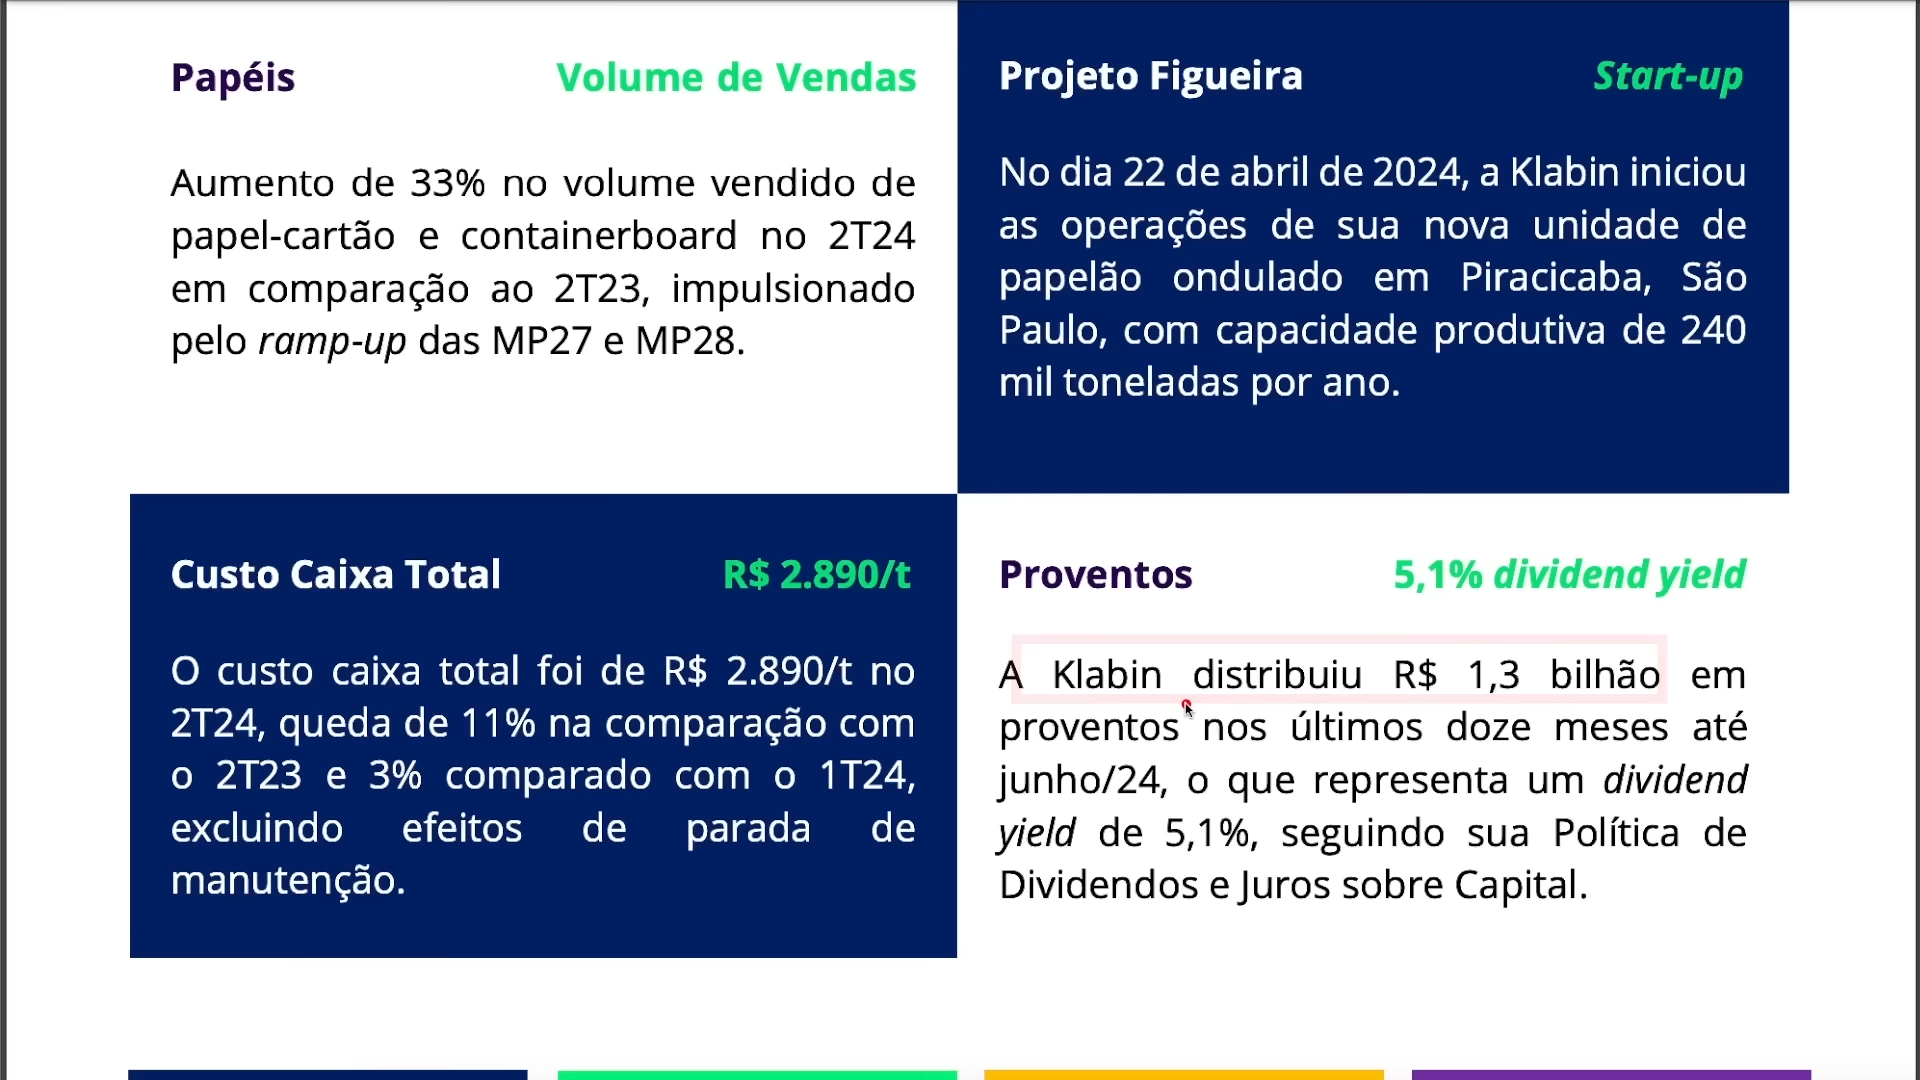 Papéis Volume de Vendas
Aumento de 33% no volume vendido de
papel-cartão e containerboard no 2T24
em comparação ao 2T23, impulsionado
pelo ramp-up das MP27 e MP28.
Projeto Figueira Start-up
No dia 22 de abril de 2024, a Klabin iniciou
as operações de sua nova unidade de
papelão ondulado em Piracicaba, São
Paulo, com capacidade produtiva de 240
mil toneladas por ano.
Custo Caixa Total R$ 2.890/t
O custo caixa total foi de R$ 2.890/t no
2T24, queda de 11% na comparação com
o 2T23 e 3% comparado com o 1T24,
excluindo efeitos de parada de
manutenção.
Proventos 5,1% dividend yield
A Klabin distribuiu R$ 1,3 bilhão em
proventos nos últimos doze meses até
junho/24, o que representa um dividend
yield de 5,1%, seguindo sua Política de
Dividendos e Juros sobre Capital.